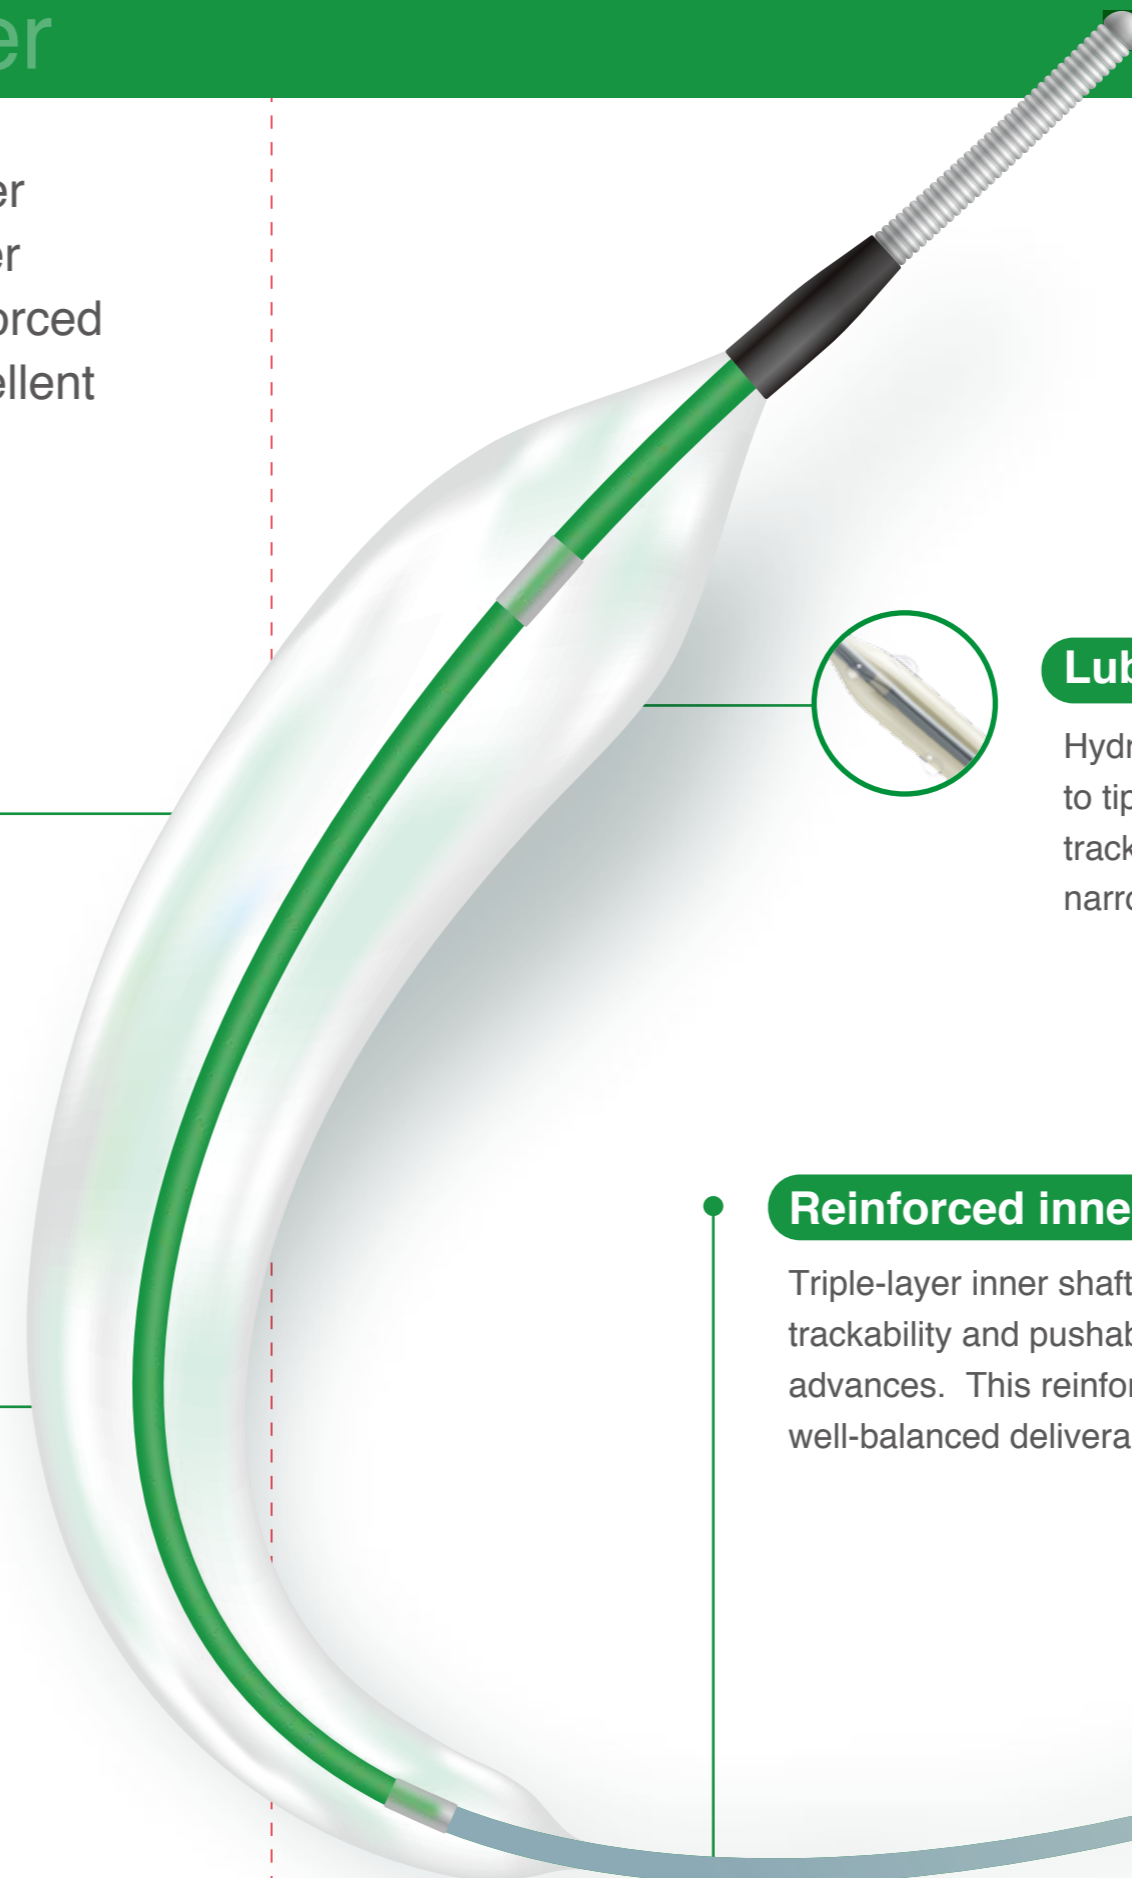 er
er
er
orced
ellent
Lub
Hydr
to tip
track
narro
Reinforced inne
Triple-layer inner shaft
trackability and pushab
advances.  This reinfor
well-balanced delivera